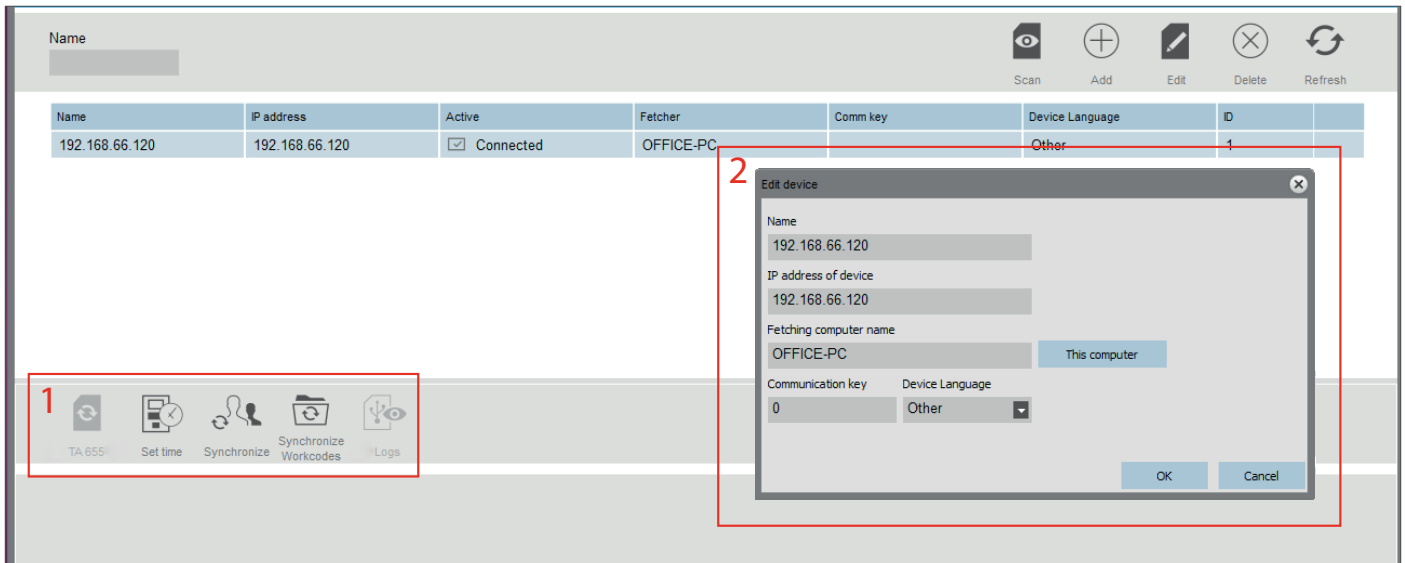 Name
Scan Add Edit Delete Refresh
Name IP address Active Fetcher Comm key Device Language ID
192.168.66.120 192.168.66.120 Connected OFFICE-PC Other 1
2
Edit device
Name
192.168.66.120
IP address of device
192.168.66.120
Fetching computer name
OFFICE-PC This computer
Communication key Device Language
0 Other
OK Cancel
1
TA 655 Set time Synchronize Synchronize Workcodes Logs